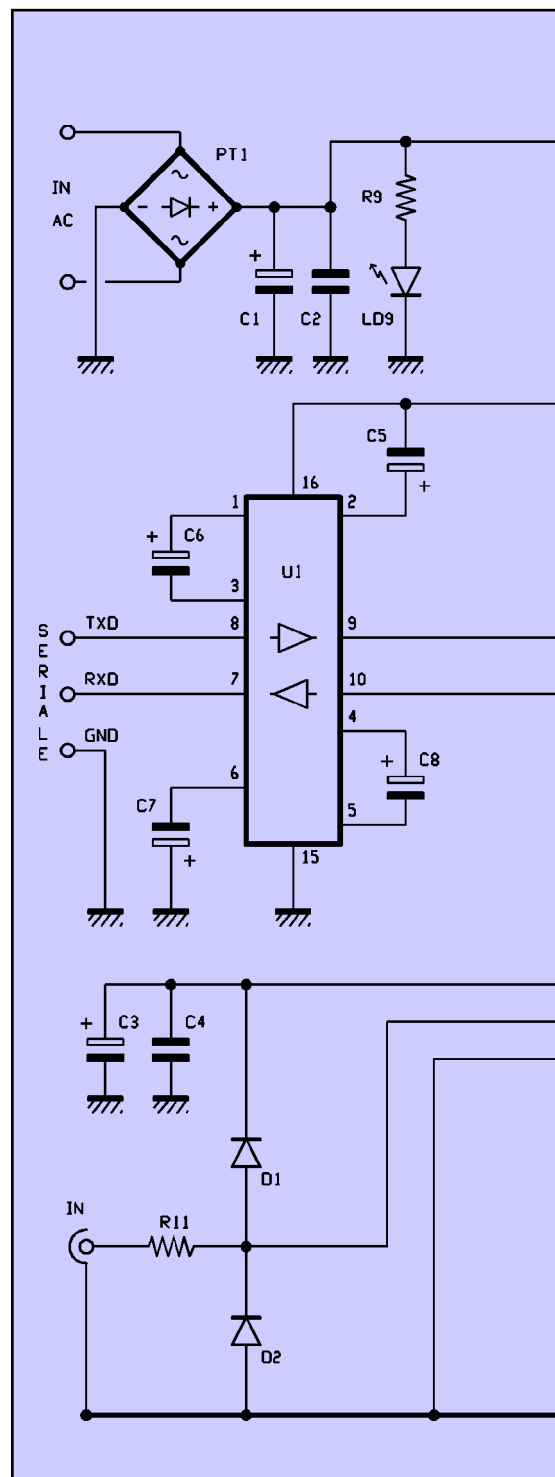 PT1
IN
AC
~
- +
~
R9
+
C1
C2
LD9
C5
+
16
1
2
+
C6
U1
3
TXD
8
9
RXD
7
10
GND
SERIALE
4
6
+
C8
C7
5
+
15
+
C3
C4
D1
IN
R11
D2